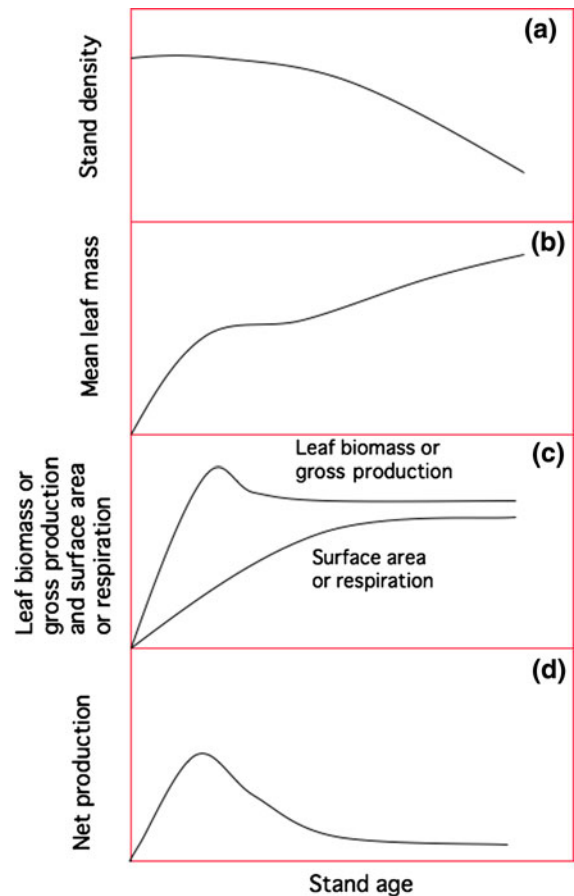 (a)
Stand density
(b)
Mean leaf mass
(c)
Leaf biomass or
gross production
Surface area
or respiration
Leaf biomass or
gross production
and surface area
or respiration
(d)
Net production
Stand age